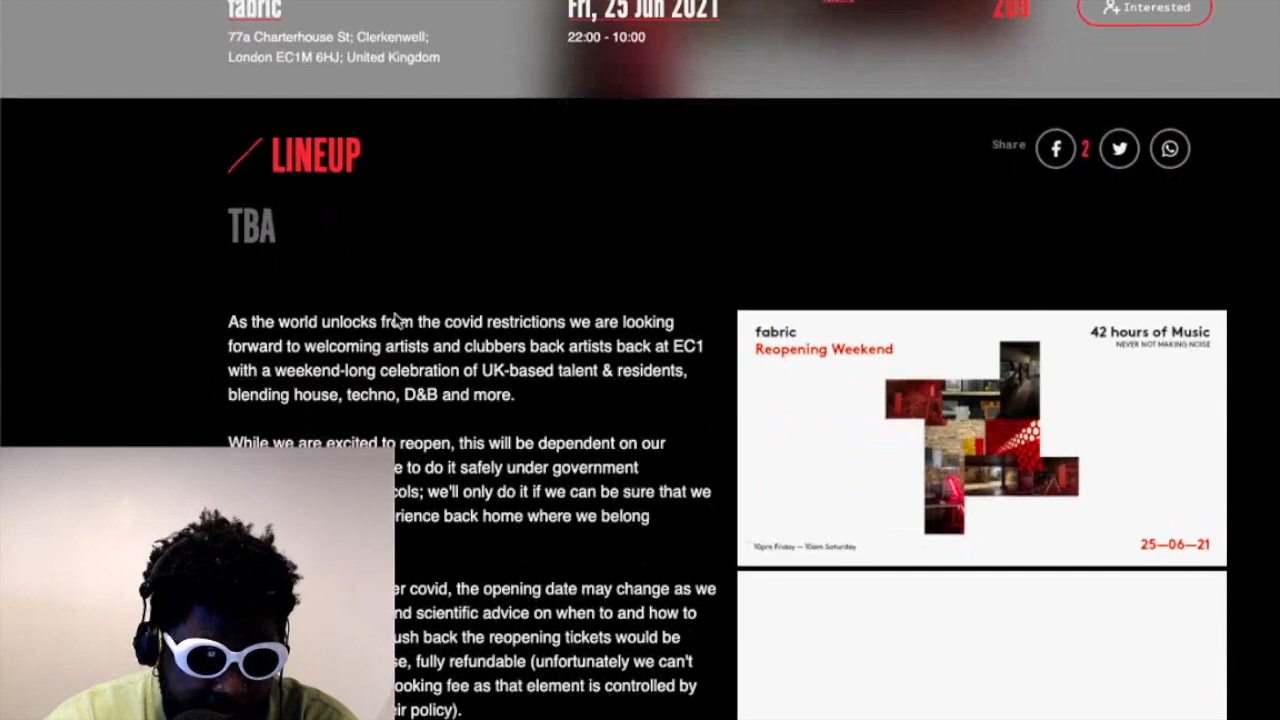 fabric
Fri, 25 Jun 2021
Interested
77a Charterhouse St; Clerkenwell;
22:00 - 10:00
London EC1M 6HJ; United Kingdom
LINEUP
Share
2
TBA
As the world unlocks from the covid restrictions we are looking
forward to welcoming artists and clubbers back artists back at EC1
with a weekend-long celebration of UK-based talent & residents,
blending house, techno, D&B and more.
While we are excited to reopen, this will be dependent on our
e to do it safely under government
cols; we'll only do it if we can be sure that we
rience back home where we belong
er covid, the opening date may change as we
nd scientific advice on when to and how to
ush back the reopening tickets would be
se, fully refundable (unfortunately we can't
ooking fee as that element is controlled by
eir policy).
fabric
Reopening Weekend
42 hours of Music
NEVER NOT MAKING NOISE
10pm Friday — 10am Saturday
25—06—21